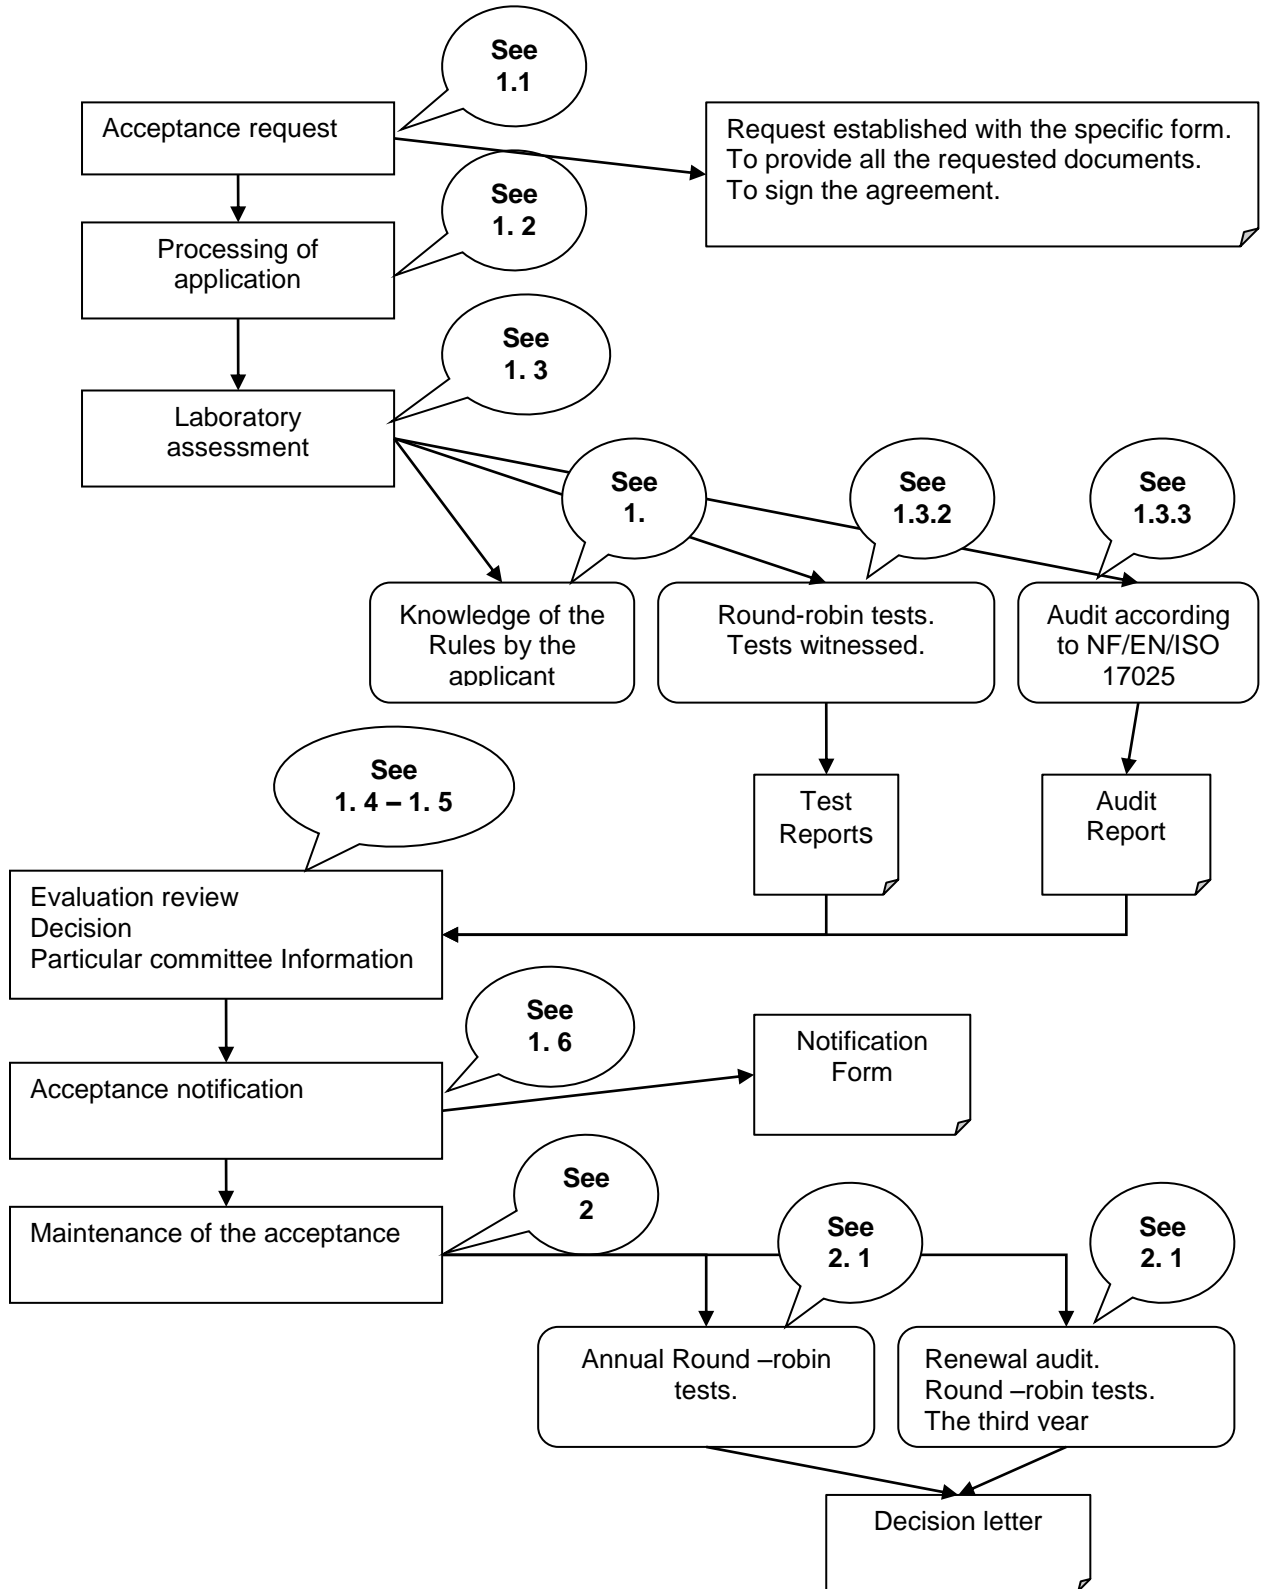 See
1.1
Acceptance request
Request established with the specific form.
To provide all the requested documents.
To sign the agreement.
See
1. 2
Processing of
application
See
1. 3
Laboratory
assessment
See
1.
See
1.3.2
See
1.3.3
Knowledge of the
Rules by the
applicant
Round-robin tests.
Tests witnessed.
Audit according
to NF/EN/ISO
17025
See
1. 4 – 1. 5
Test
Reports
Audit
Report
Evaluation review
Decision
Particular committee Information
See
1. 6
Notification
Form
Acceptance notification
See
2
Maintenance of the acceptance
See
2. 1
See
2. 1
Annual Round –robin
tests.
Renewal audit.
Round –robin tests.
The third year
Decision letter